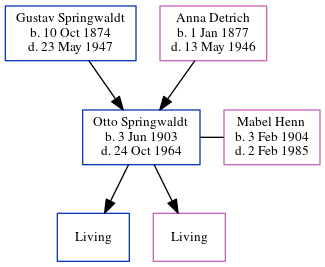 Gustav Springwaldt
b. 10 Oct 1874
d. 23 May 1947
Anna Detrich
b. 1 Jan 1877
d. 13 May 1946
Otto Springwaldt
b. 3 Jun 1903
d. 24 Oct 1964
Mabel Henn
b. 3 Feb 1904
d. 2 Feb 1985
Living
Living